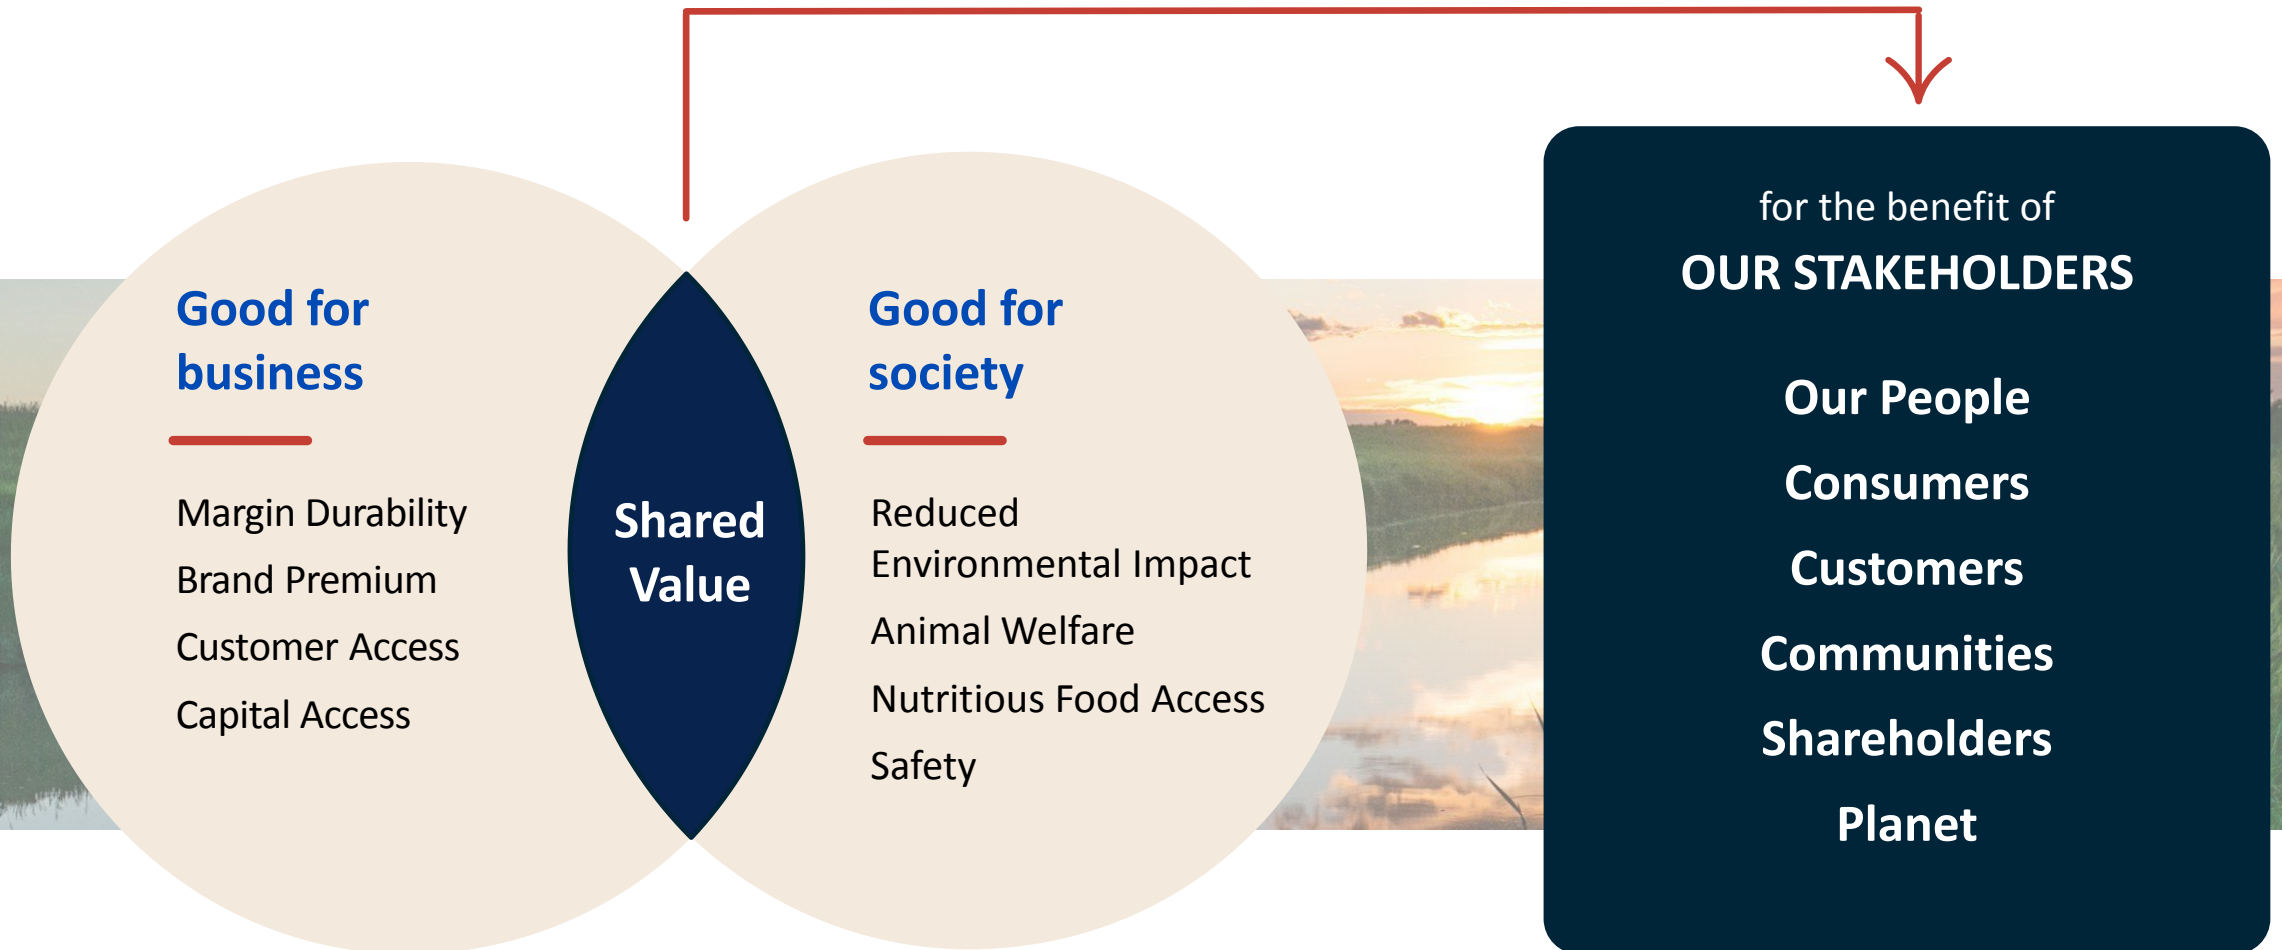 Good for
business
Margin Durability
Brand Premium
Customer Access
Capital Access
Shared
Value
Good for
society
Reduced
Environmental Impact
Animal Welfare
Nutritious Food Access
Safety
for the benefit of
OUR STAKEHOLDERS
Our People
Consumers
Customers
Communities
Shareholders
Planet